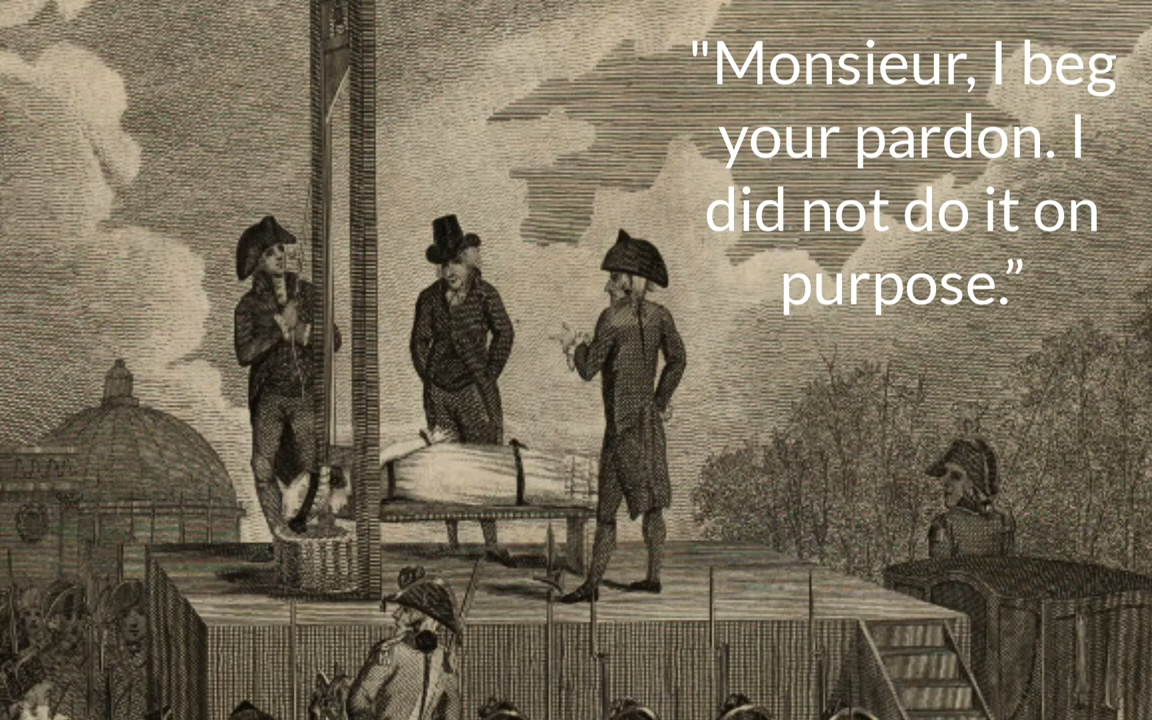 "Monsieur, I beg
your pardon. I
did not do it on
purpose.”